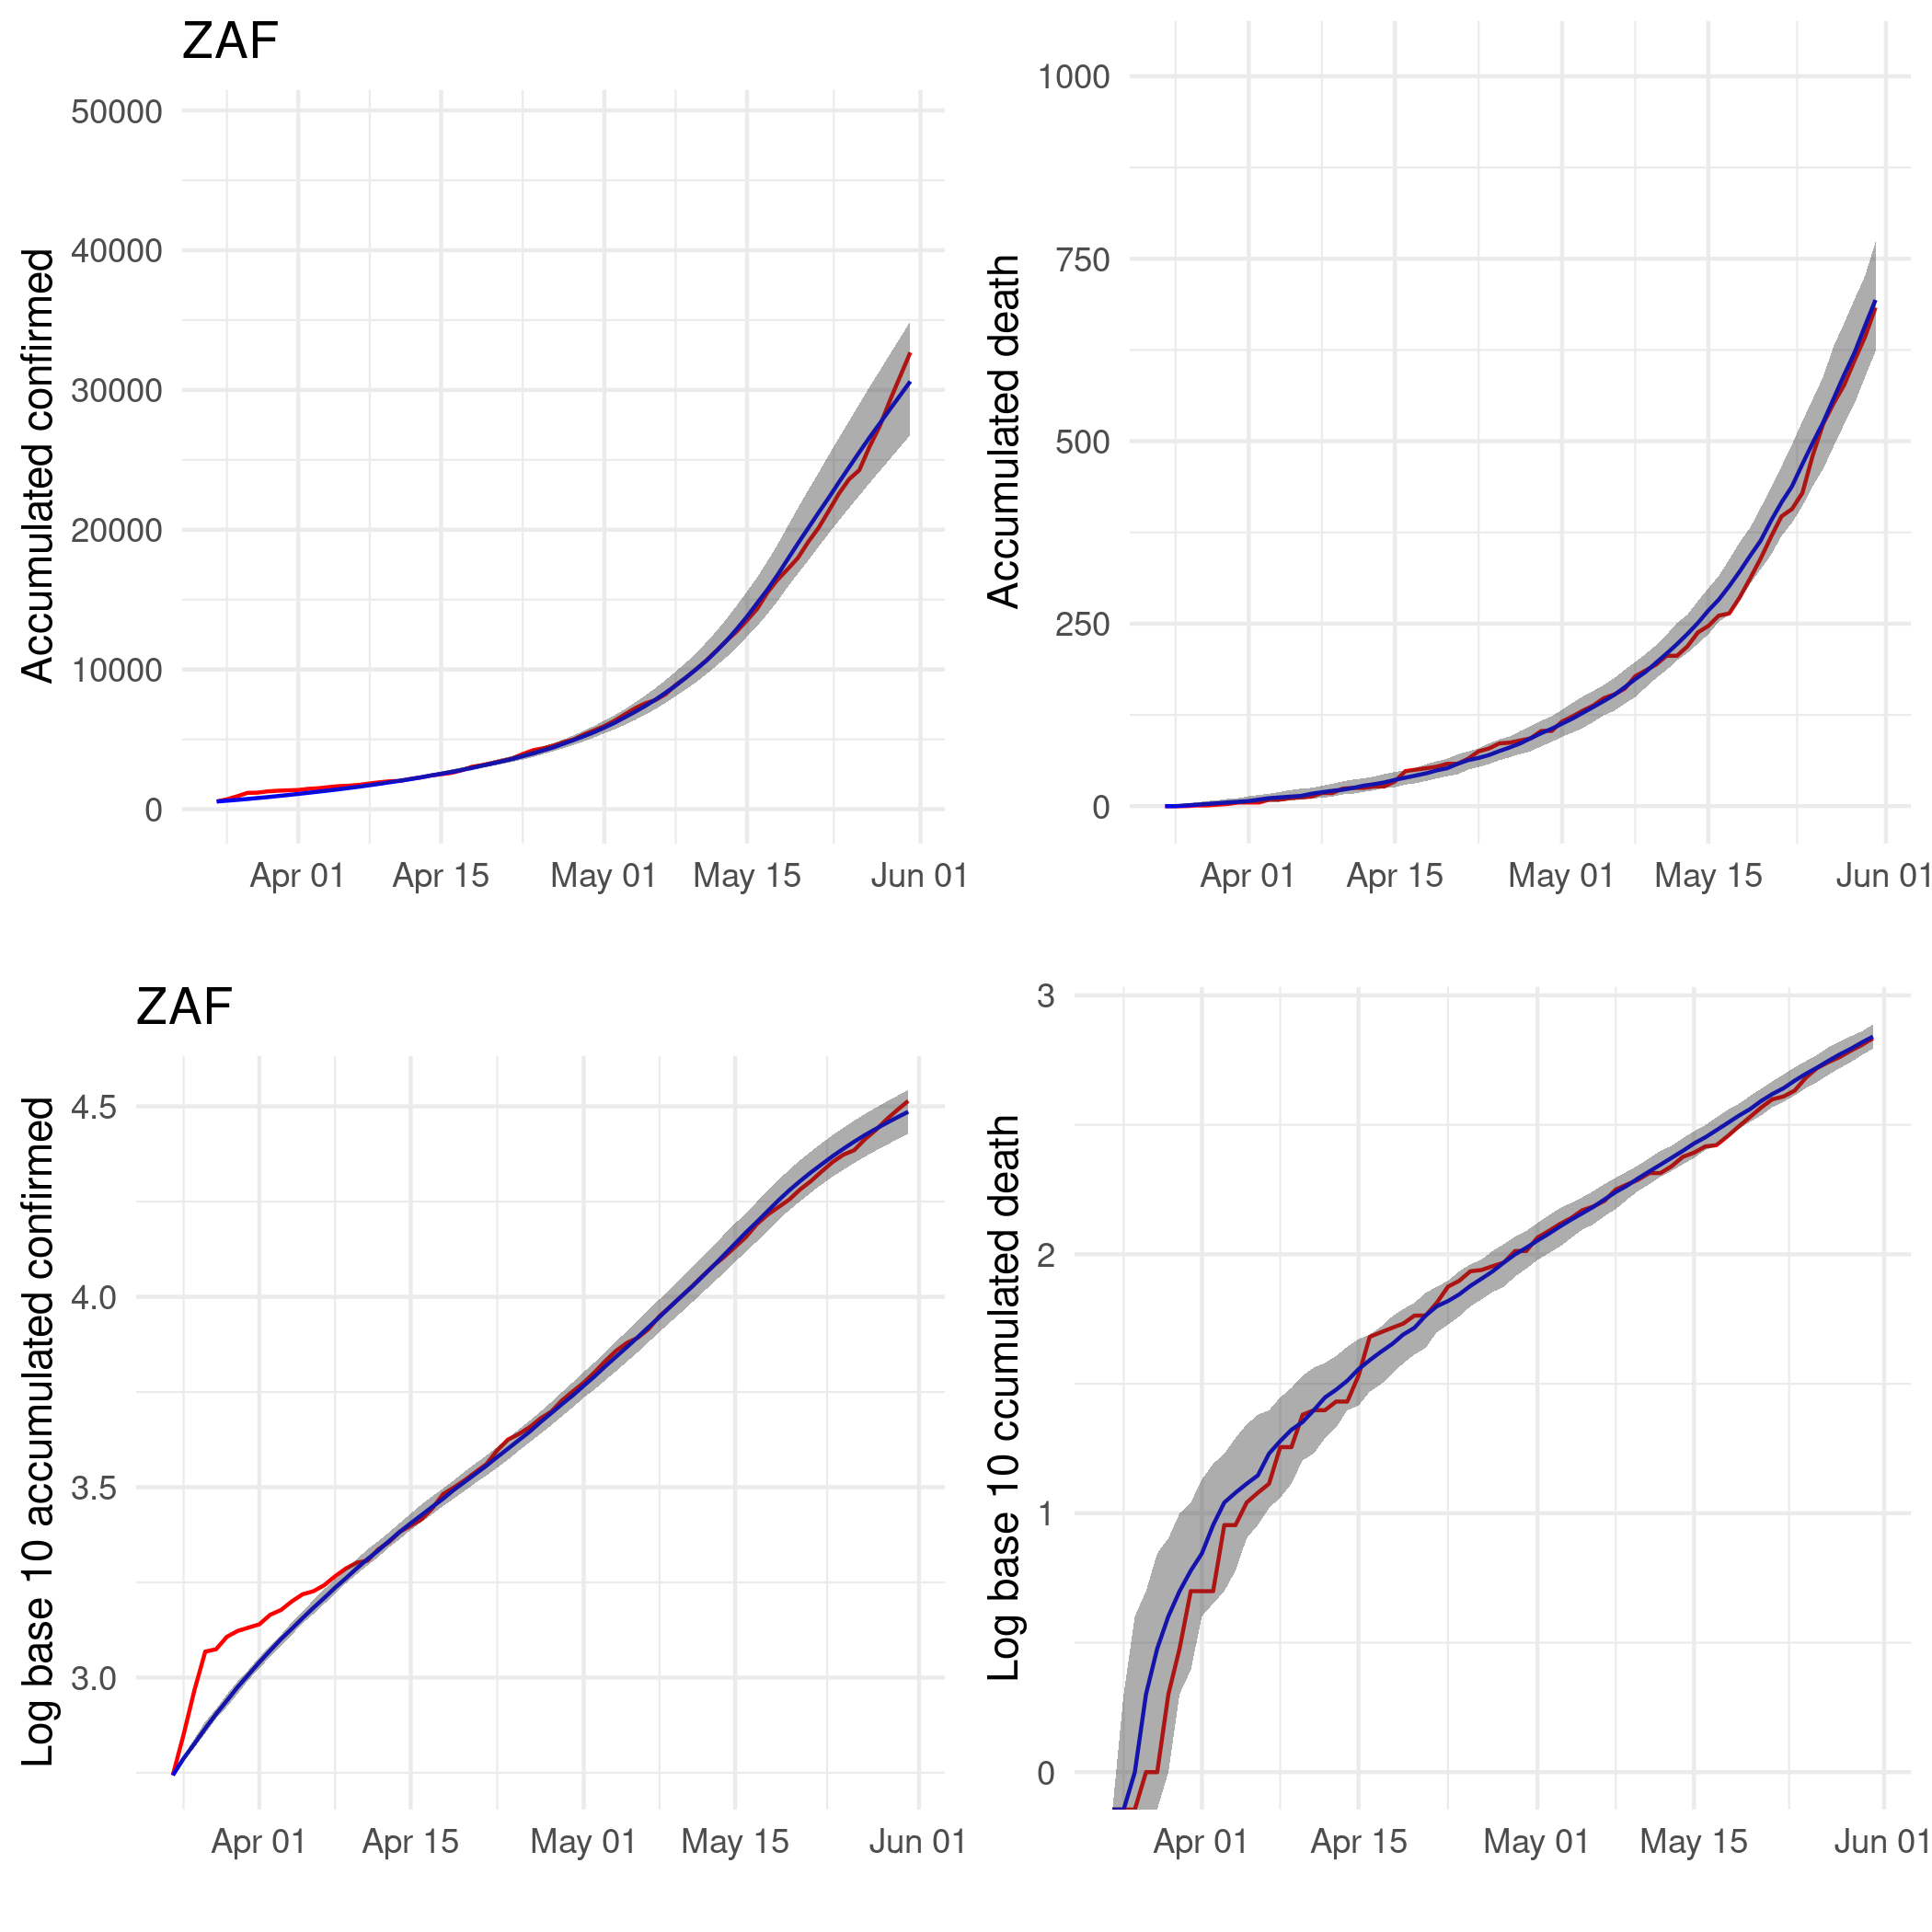 ZAF
Accumulated confirmed
50000
40000
30000
20000
10000
0
Apr 01 Apr 15 May 01 May 15 Jun 01
Accumulated death
1000
750
500
250
0
Apr 01 Apr 15 May 01 May 15 Jun 01
ZAF
Log base 10 accumulated confirmed
4.5
4.0
3.5
3.0
Apr 01 Apr 15 May 01 May 15 Jun 01
Log base 10 ccumulated death
3
2
1
0
Apr 01 Apr 15 May 01 May 15 Jun 01